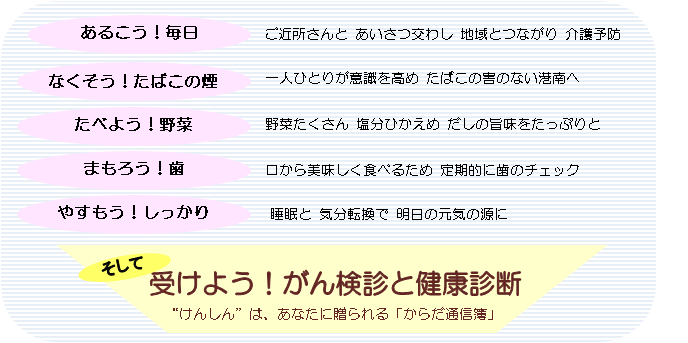 あるこう！毎日 ご近所さんと あいさつ交わし 地域とつながり 介護予防
なくそう！たばこの煙 一人ひとりが意識を高め たばこの害のない港南へ
たべよう！野菜 野菜たくさん 塩分ひかえめ だしの旨味をたっぷりと
まもろう！歯 口から美味しく食べるため 定期的に歯のチェック
やすもう！しっかり 睡眠と 気分転換で 明日の元気の源に
そして
受けよう！がん検診と健康診断
“けんしん”は、あなたに贈られる「からだ通信簿」